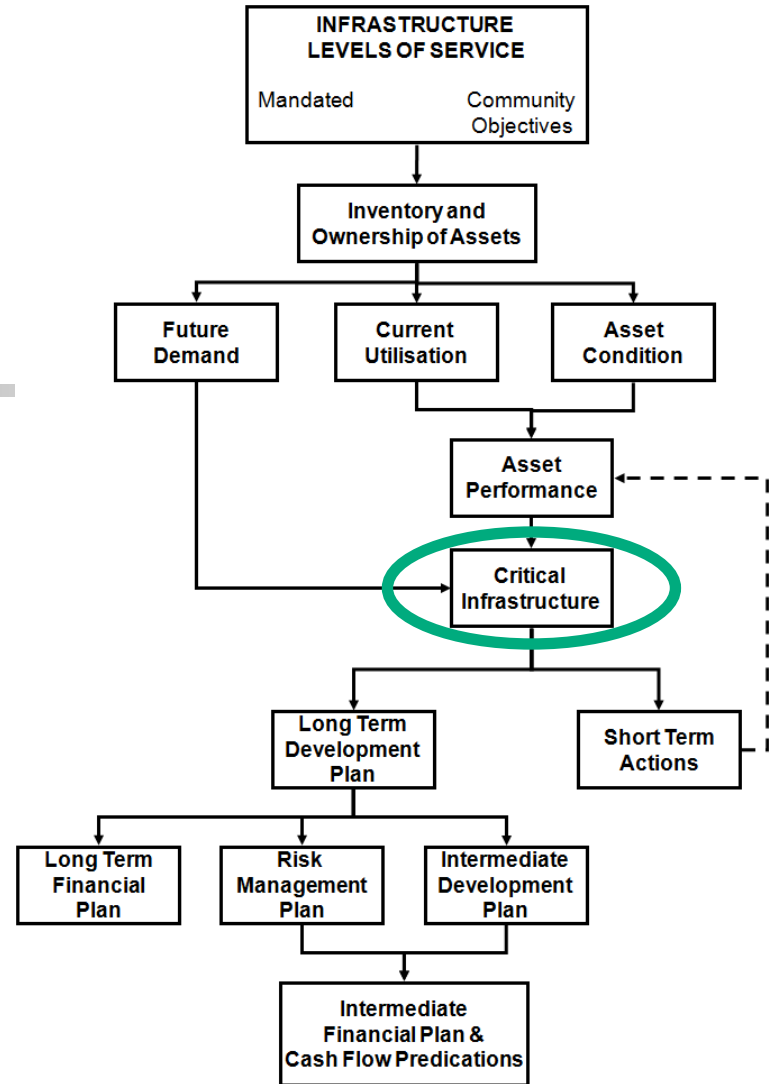 INFRASTRUCTURE
LEVELS OF SERVICE
Mandated
Community
Objectives
Inventory and
Ownership of Assets
Future
Demand
Current
Utilisation
Asset
Condition
Asset
Performance
Critical
Infrastructure
Long Term
Development
Plan
Short Term
Actions
Long Term
Financial
Plan
Risk
Management
Plan
Intermediate
Development
Plan
Intermediate
Financial Plan &
Cash Flow Predications